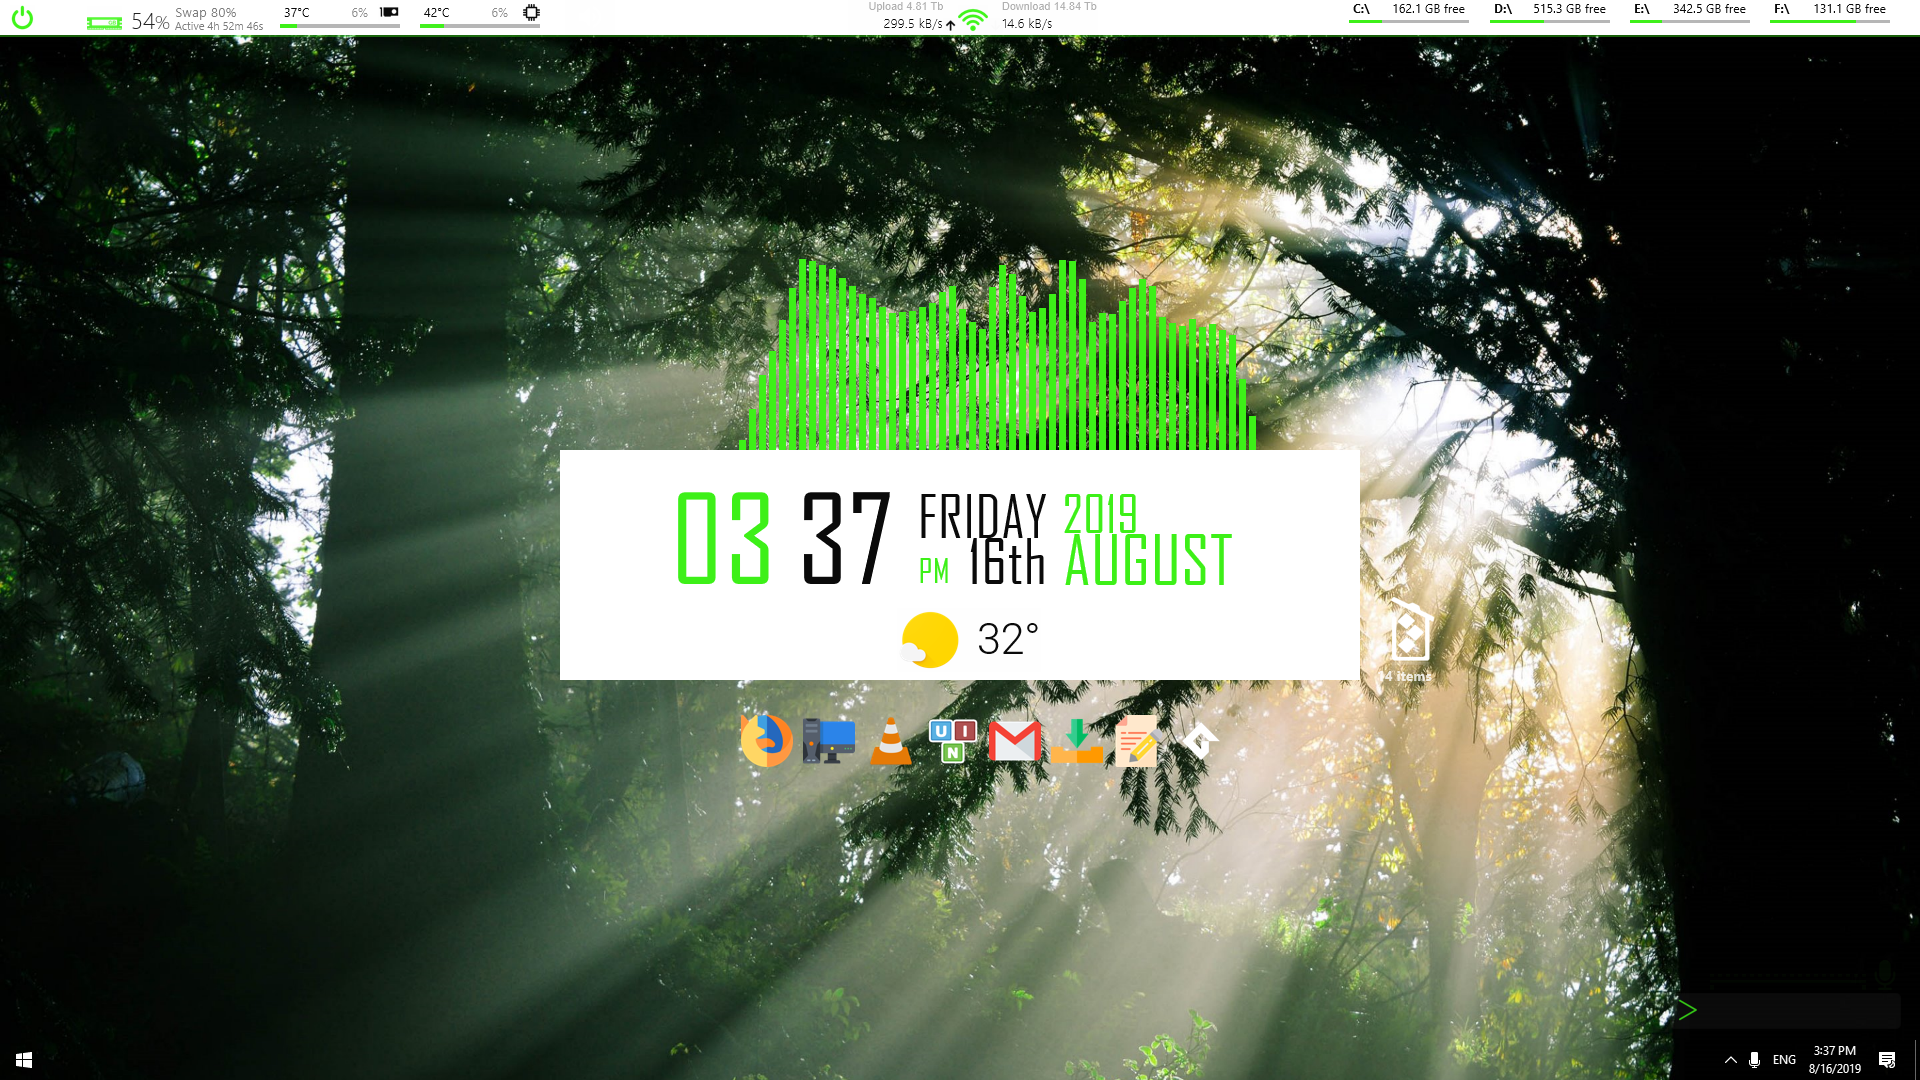 54%
Swap 80%
Active 4h 52m 46s
37°C 6%
42°C 6%
Upload 4.81 Tb
299.5 kB/s
Download 14.84 Tb
14.6 kB/s
C:\ 162.1 GB free
D:\ 515.3 GB free
E:\ 342.5 GB free
F:\ 131.1 GB free
03 37
FRIDAY 2019
PM 16th AUGUST
32°
4 items
U I
N
ENG
3:37 PM
8/16/2019